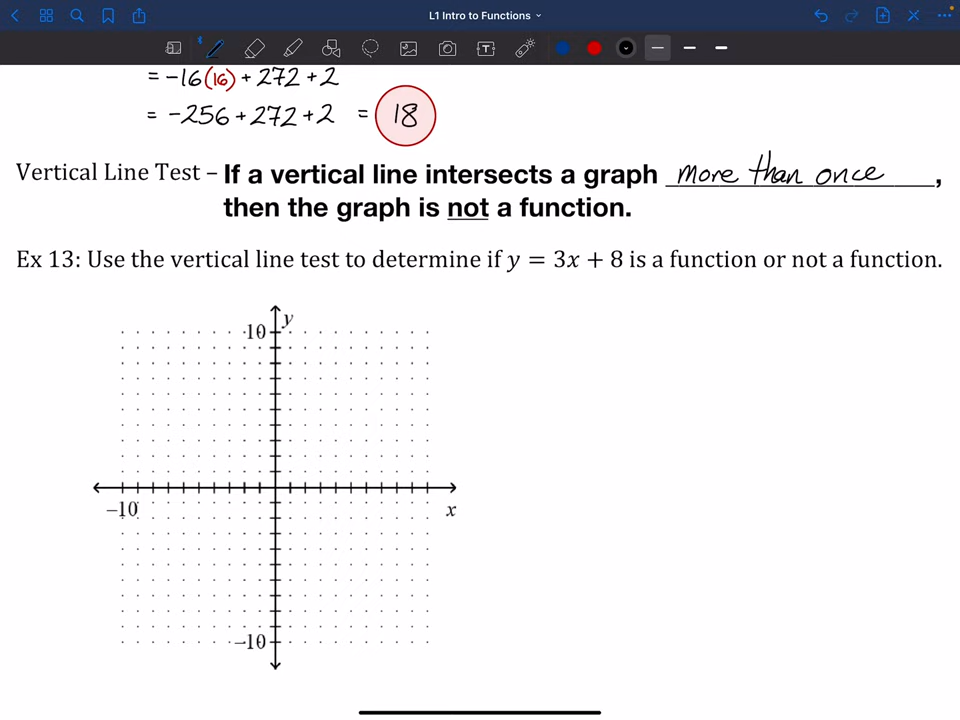 L1 Intro to Functions
= -16(16) + 272 + 2
= -256 + 272 + 2 = 18
Vertical Line Test – If a vertical line intersects a graph more than once,
then the graph is not a function.
Ex 13: Use the vertical line test to determine if y = 3x + 8 is a function or not a function.
y
10
-10
x
-10